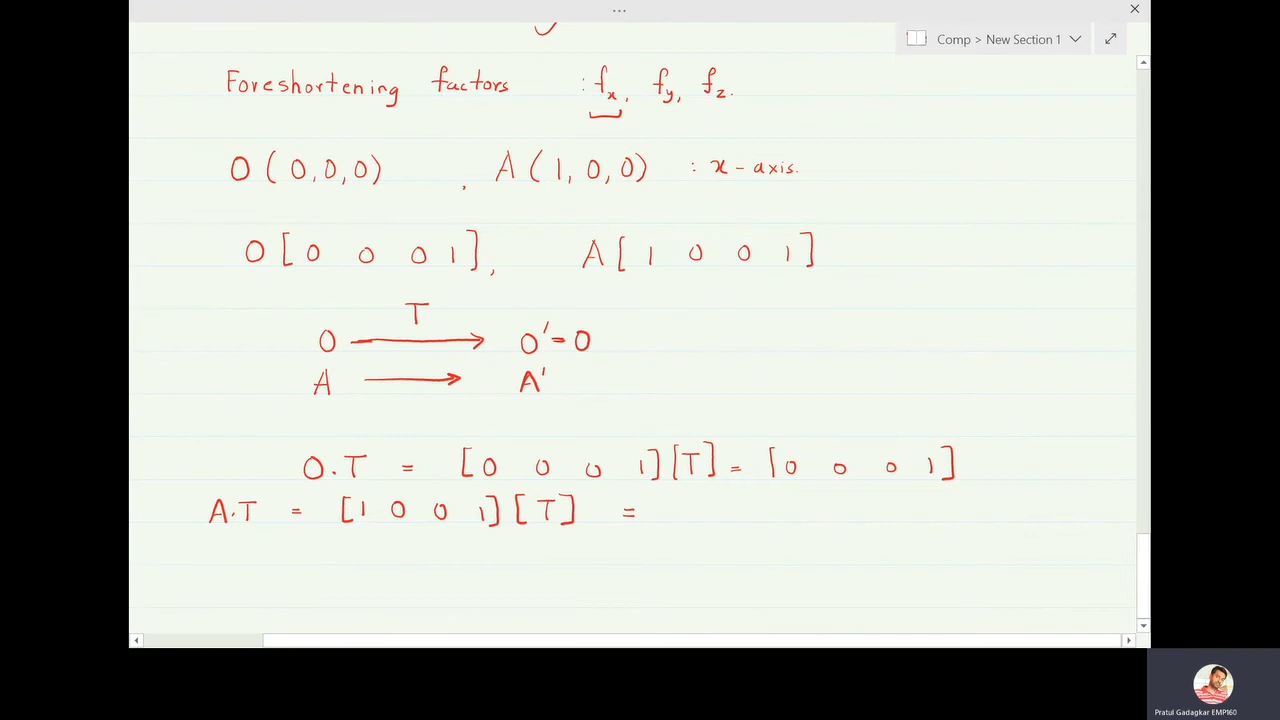 Comp > New Section 1
Foreshortening factors : fx, fy, fz.
O (0,0,0) , A (1,0,0) : x-axis.
O [0 0 0 1], A [1 0 0 1]
T
O → O' = O
A → A'
O.T = [0 0 0 1][T] = [0 0 0 1]
A.T = [1 0 0 1][T] =
Pratul Gadagkar EMP160